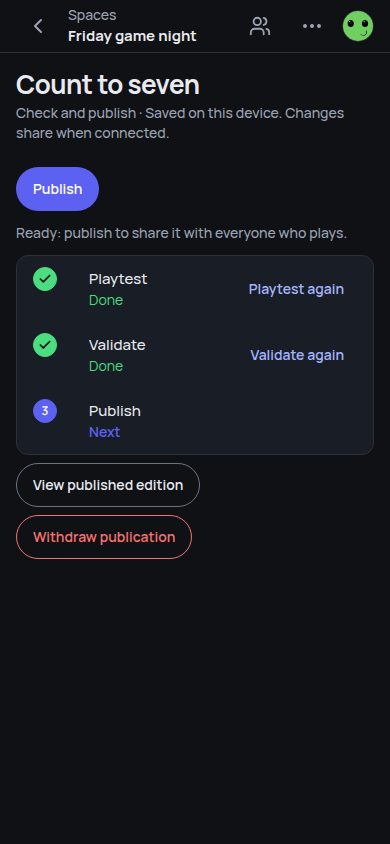 Spaces
Friday game night
Count to seven
Check and publish · Saved on this device. Changes
share when connected.
Publish
Ready: publish to share it with everyone who plays.
Playtest
Done
Playtest again
Validate
Done
Validate again
3
Publish
Next
View published edition
Withdraw publication